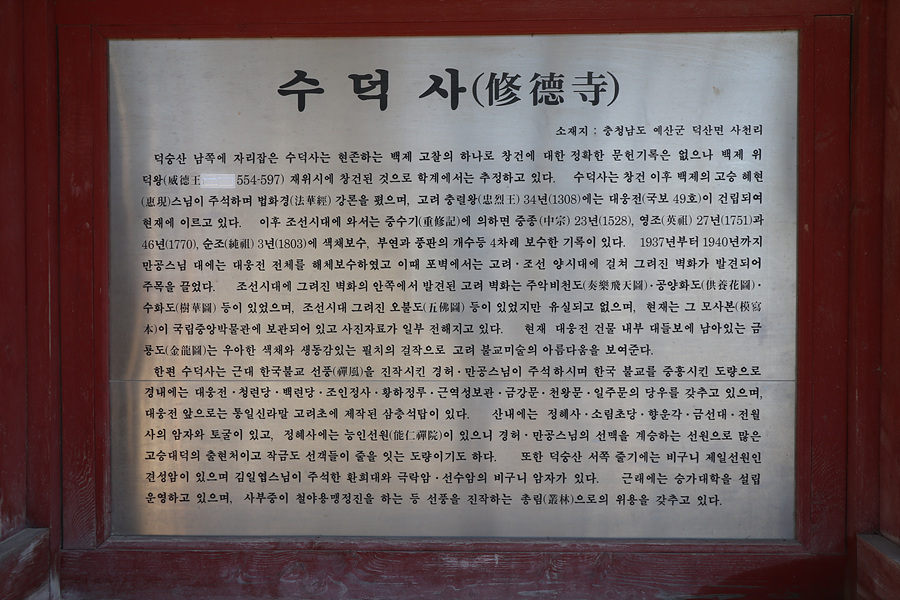 수덕사(修德寺)
소재지 : 충청남도 예산군 덕산면 사천리
덕숭산 남쪽에 자리잡은 수덕사는 현존하는 백제 고찰의 하나로 창건에 대한 정확한 문헌기록은 없으나 백제 위
덕왕(威德王 554-597) 재위시에 창건된 것으로 학계에서는 추정하고 있다. 수덕사는 창건 이후 백제의 고승 혜현
(惠現)스님이 주석하며 법화경(法華經) 강론을 폈으며, 고려 충렬왕(忠烈王) 34년(1308)에는 대웅전(국보 49호)이 건립되여
현재에 이르고 있다. 이후 조선시대에 와서는 중수기(重修記)에 의하면 중종(中宗) 23년(1528), 영조(英祖) 27년(1751)과
46년(1770), 순조(純祖) 3년(1803)에 색채보수, 부연과 풍판의 개수등 4차례 보수한 기록이 있다. 1937년부터 1940년까지
만공스님 대에는 대웅전 전체를 해체보수하였고 이때 포벽에서는 고려·조선 양시대에 걸쳐 그려진 벽화가 발견되어
주목을 끌었다. 조선시대에 그려진 벽화의 안쪽에서 발견된 고려 벽화는 주악비천도(奏樂飛天圖)·공양화도(供養花圖)·
수화도(樹華圖) 등이 있었으며, 조선시대 그려진 오불도(五佛圖) 등이 있었지만 유실되고 없으며, 현재는 그 모사본(模寫
本)이 국립중앙박물관에 보관되어 있고 사진자료가 일부 전해지고 있다. 현재 대웅전 건물 내부 대들보에 남아있는 금
룡도(金龍圖)는 우아한 색채와 생동감있는 필치의 걸작으로 고려 불교미술의 아름다움을 보여준다.
한편 수덕사는 근대 한국불교 선풍(禪風)을 진작시킨 경허·만공스님이 주석하시며 한국 불교를 중흥시킨 도량으로
경내에는 대웅전·청련당·백련당·조인정사·황하정루·근역성보관·금강문·천왕문·일주문의 당우를 갖추고 있으며,
대웅전 앞으로는 통일신라말 고려초에 제작된 삼층석탑이 있다. 산내에는 정혜사·소림초당·향운각·금선대·전월
사의 암자와 토굴이 있고, 정혜사에는 능인선원(能仁禪院)이 있으니 경허·만공스님의 선맥을 계승하는 선원으로 많은
고승대덕의 출현처이고 작금도 선객들이 줄을 잇는 도량이기도 하다. 또한 덕숭산 서쪽 줄기에는 비구니 제일선원인
견성암이 있으며 김일엽스님이 주석한 환희대와 극락암·선수암의 비구니 암자가 있다. 근래에는 승가대학을 설립
운영하고 있으며, 사부중이 철야용맹정진을 하는 등 선풍을 진작하는 총림(叢林)으로의 위용을 갖추고 있다.